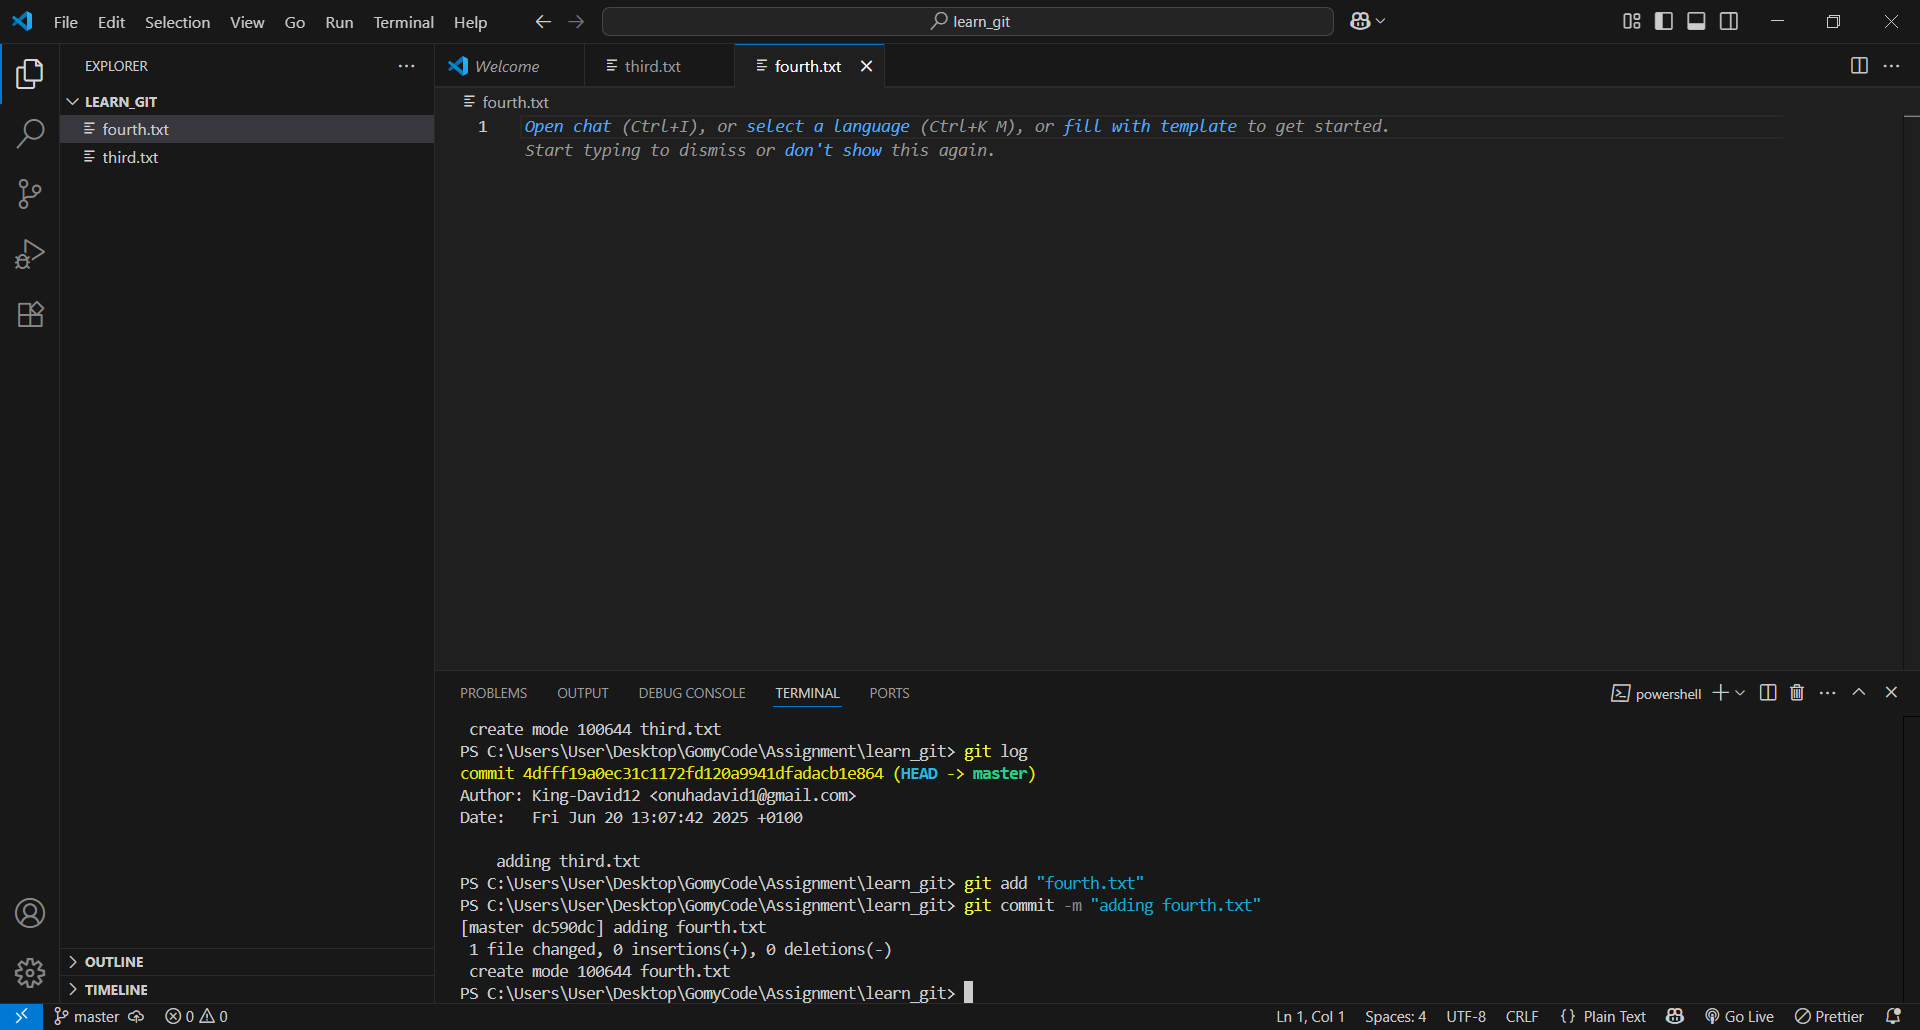 File Edit Selection View Go Run Terminal Help
learn_git
EXPLORER
LEARN_GIT
fourth.txt
third.txt
OUTLINE
TIMELINE
Welcome
third.txt
fourth.txt
fourth.txt
1
Open chat (Ctrl+I), or select a language (Ctrl+K M), or fill with template to get started.
Start typing to dismiss or don't show this again.
PROBLEMS OUTPUT DEBUG CONSOLE TERMINAL PORTS
powershell
create mode 100644 third.txt
PS C:\Users\User\Desktop\GomyCode\Assignment\learn_git> git log
commit 4dfff19a0ec31c1172fd120a9941dfadacb1e864 (HEAD -> master)
Author: King-David12 <onuhadavid1@gmail.com>
Date:   Fri Jun 20 13:07:42 2025 +0100
adding third.txt
PS C:\Users\User\Desktop\GomyCode\Assignment\learn_git> git add "fourth.txt"
PS C:\Users\User\Desktop\GomyCode\Assignment\learn_git> git commit -m "adding fourth.txt"
[master dc590dc] adding fourth.txt
1 file changed, 0 insertions(+), 0 deletions(-)
create mode 100644 fourth.txt
PS C:\Users\User\Desktop\GomyCode\Assignment\learn_git>
master 0 0 Ln 1, Col 1 Spaces: 4 UTF-8 CRLF {} Plain Text Go Live Prettier